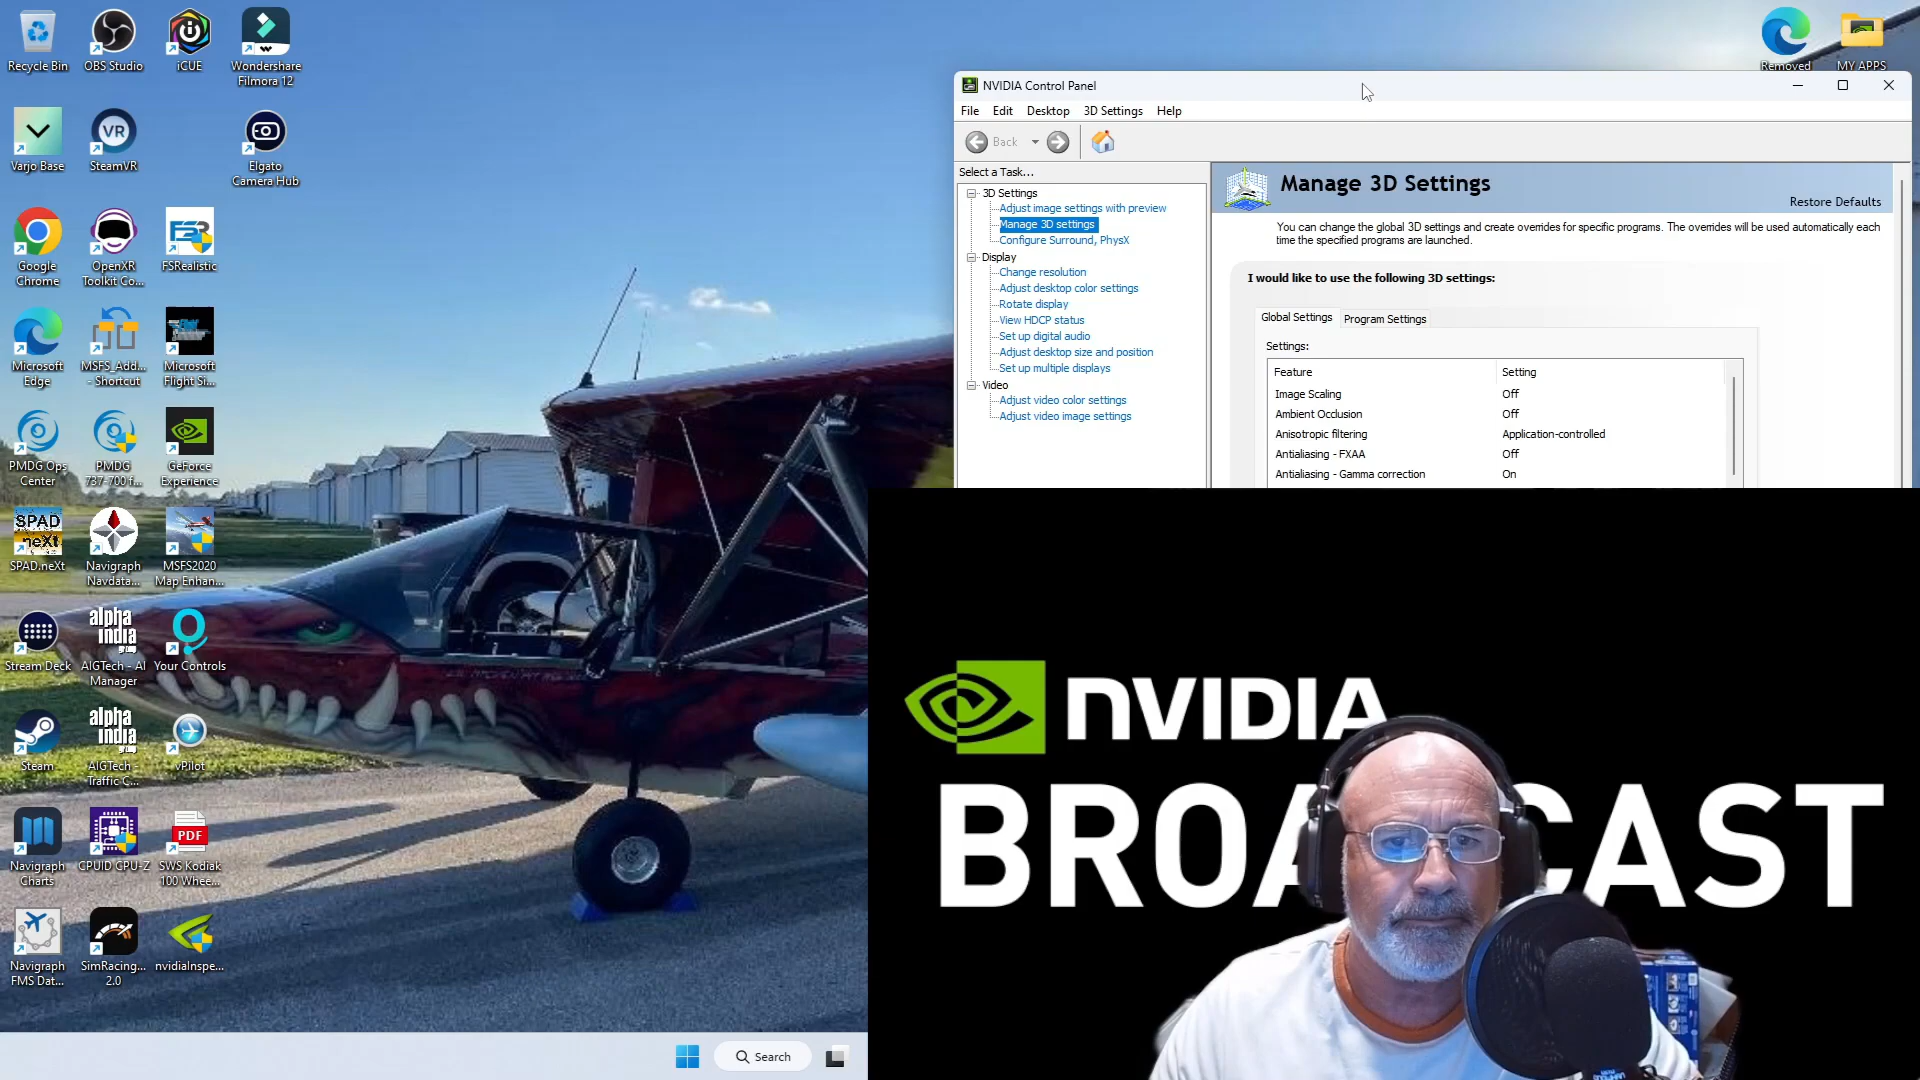 Recycle Bin
OBS Studio
iCUE
Wondershare
Filmora 12
Varjo Base
VR
SteamVR
Elgato
Camera Hub
Google
Chrome
OpenXR
Toolkit Co...
FSR
FSRealistic
Microsoft
Edge
MSFS_Add...
- Shortcut
Microsoft
Flight Si...
PMDG Ops
Center
PMDG
737-700 f...
GeForce
Experience
SPAD
neXt
SPAD.neXt
Navigraph
Navdata...
MSFS2020
Map Enhan...
Stream Deck
alpha
india
AIGTech - AI
Manager
Your Controls
Steam
alpha
india
AIGTech -
Traffic C...
vPilot
Navigraph
Charts
CPUID CPU-Z
PDF
SWS Kodiak
100 Whee...
Navigraph
FMS Dat...
SimRacing...
2.0
nvidiaInspe...
Removed
MY APPS
NVIDIA Control Panel
File Edit Desktop 3D Settings Help
Back
Select a Task...
3D Settings
Adjust image settings with preview
Manage 3D settings
Configure Surround, PhysX
Display
Change resolution
Adjust desktop color settings
Rotate display
View HDCP status
Set up digital audio
Adjust desktop size and position
Set up multiple displays
Video
Adjust video color settings
Adjust video image settings
Manage 3D Settings
Restore Defaults
You can change the global 3D settings and create overrides for specific programs. The overrides will be used automatically each
time the specified programs are launched.
I would like to use the following 3D settings:
Global Settings
Program Settings
Settings:
Feature Setting
Image Scaling Off
Ambient Occlusion Off
Anisotropic filtering Application-controlled
Antialiasing - FXAA Off
Antialiasing - Gamma correction On
NVIDIA
BROA CAST
Search